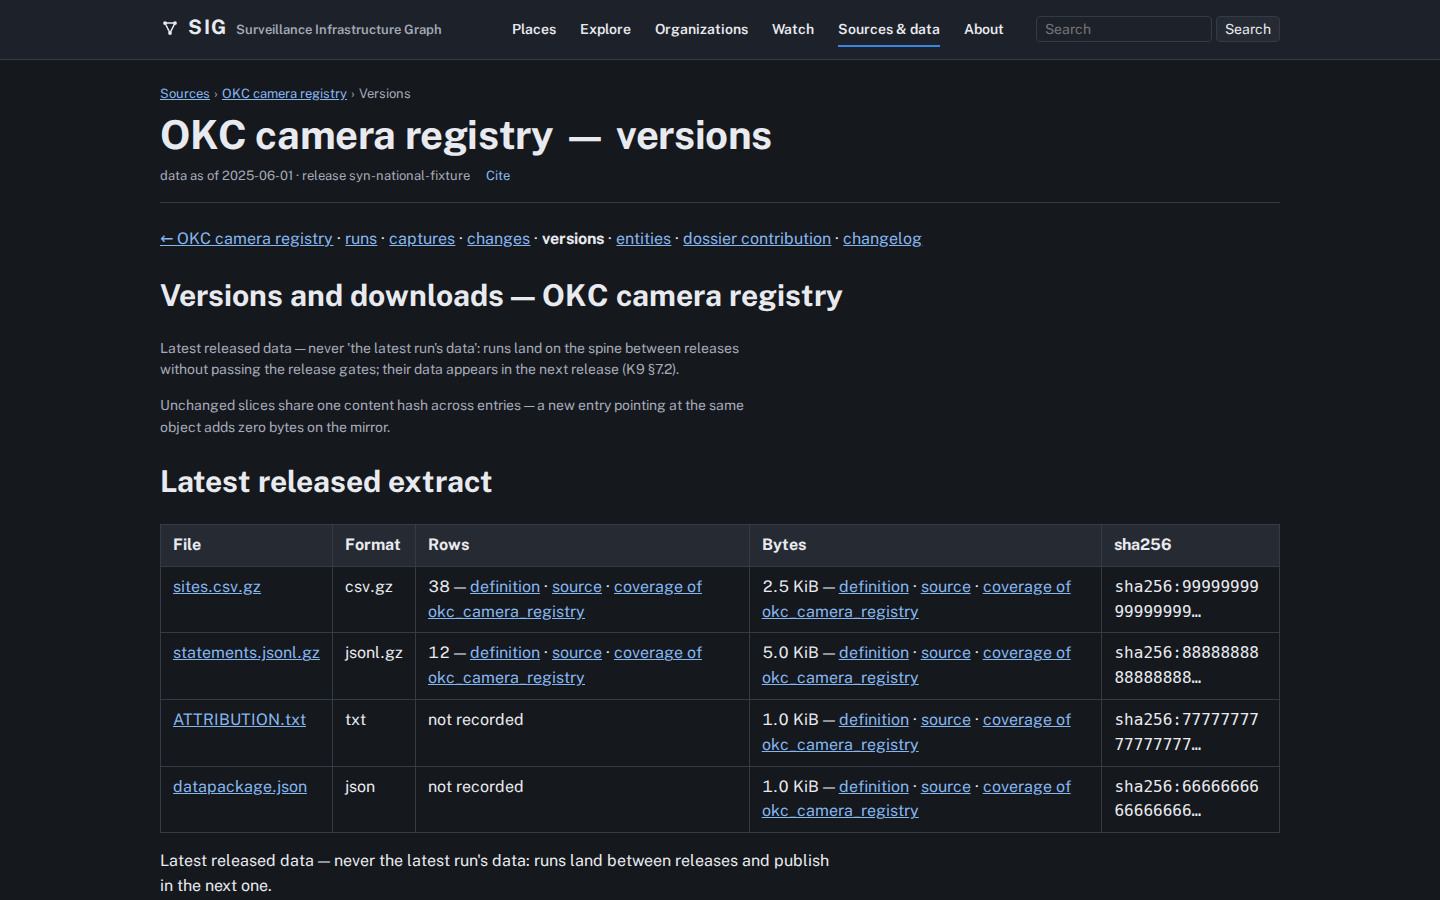 SIG Surveillance Infrastructure Graph Places Explore Organizations Watch Sources & data About Search Search
Sources › OKC camera registry › Versions
OKC camera registry — versions
data as of 2025-06-01 · release syn-national-fixture Cite
← OKC camera registry · runs · captures · changes · versions · entities · dossier contribution · changelog
Versions and downloads — OKC camera registry
Latest released data — never 'the latest run's data': runs land on the spine between releases
without passing the release gates; their data appears in the next release (K9 §7.2).
Unchanged slices share one content hash across entries — a new entry pointing at the same
object adds zero bytes on the mirror.
Latest released extract
File Format Rows Bytes sha256
sites.csv.gz csv.gz 38 — definition · source · coverage of 2.5 KiB — definition · source · coverage of sha256:99999999
okc_camera_registry okc_camera_registry 99999999…
statements.jsonl.gz jsonl.gz 12 — definition · source · coverage of 5.0 KiB — definition · source · coverage of sha256:88888888
okc_camera_registry okc_camera_registry 88888888…
ATTRIBUTION.txt txt not recorded 1.0 KiB — definition · source · coverage of sha256:77777777
okc_camera_registry 77777777…
datapackage.json json not recorded 1.0 KiB — definition · source · coverage of sha256:66666666
okc_camera_registry 66666666…
Latest released data — never the latest run's data: runs land between releases and publish
in the next one.